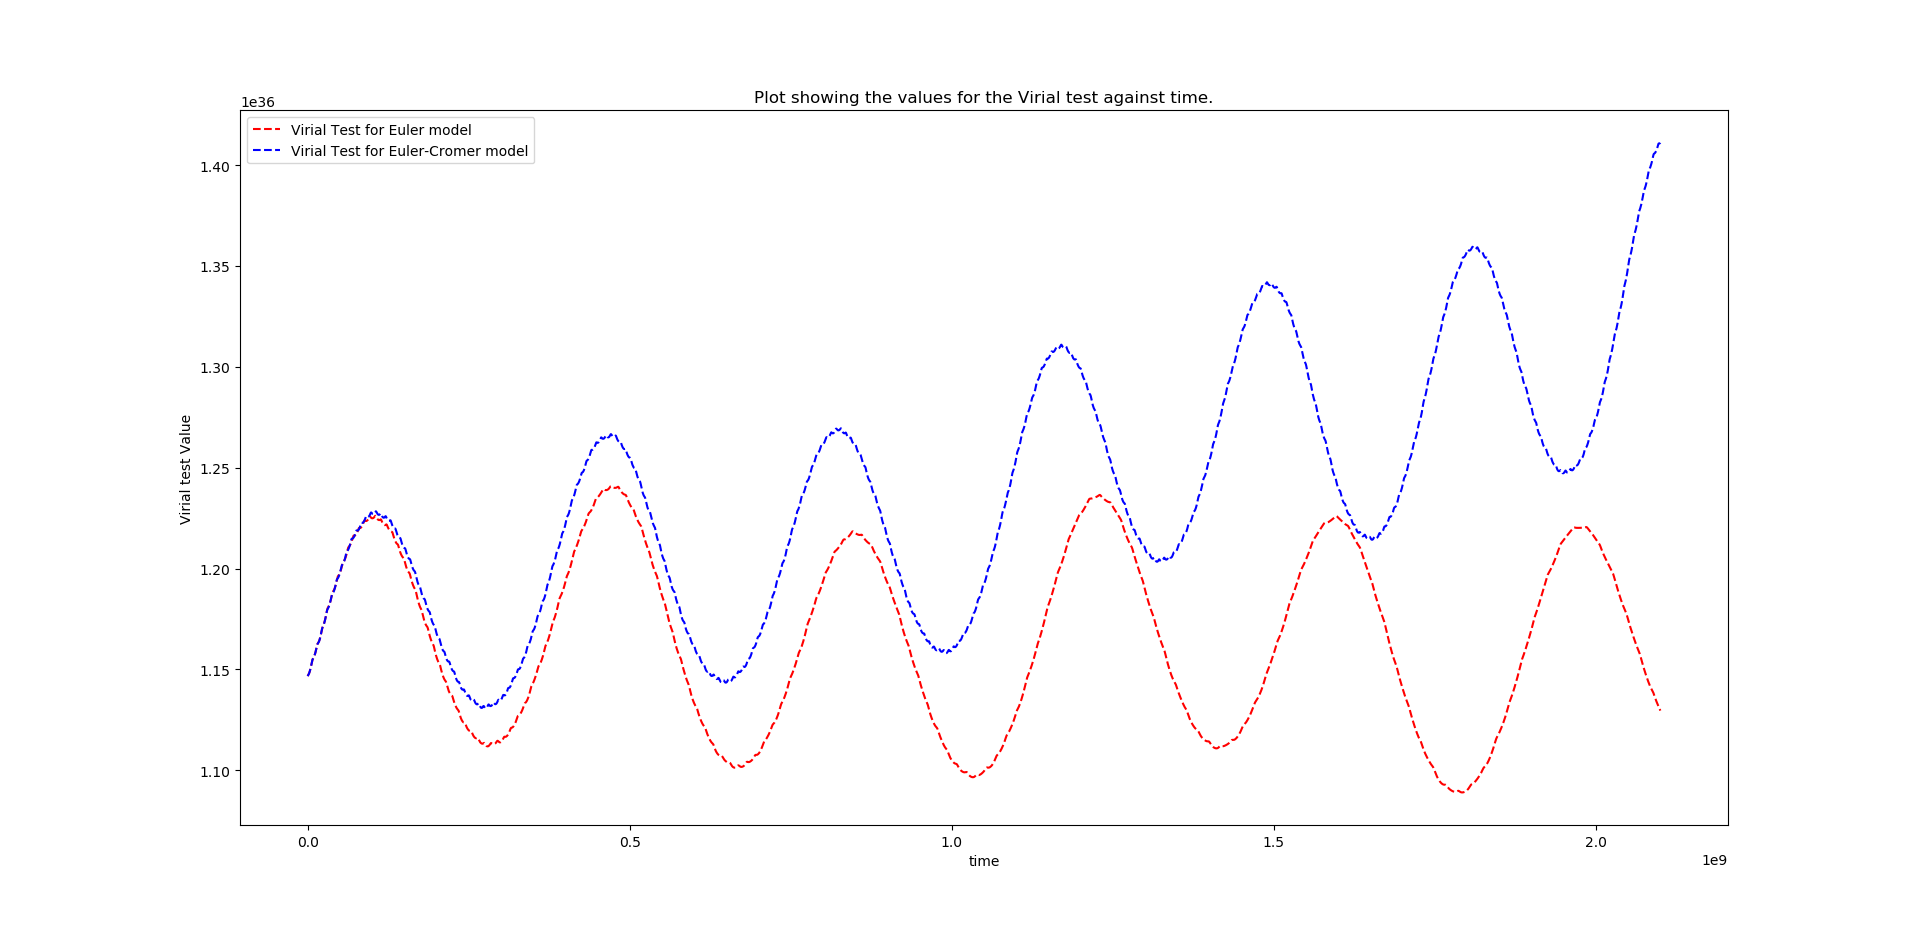 Plot showing the values for the Virial test against time.
1e36
Virial Test for Euler model
Virial Test for Euler-Cromer model
1.40
1.35
1.30
1.25
1.20
1.15
1.10
Virial test Value
0.0
0.5
1.0
1.5
2.0
time
1e9